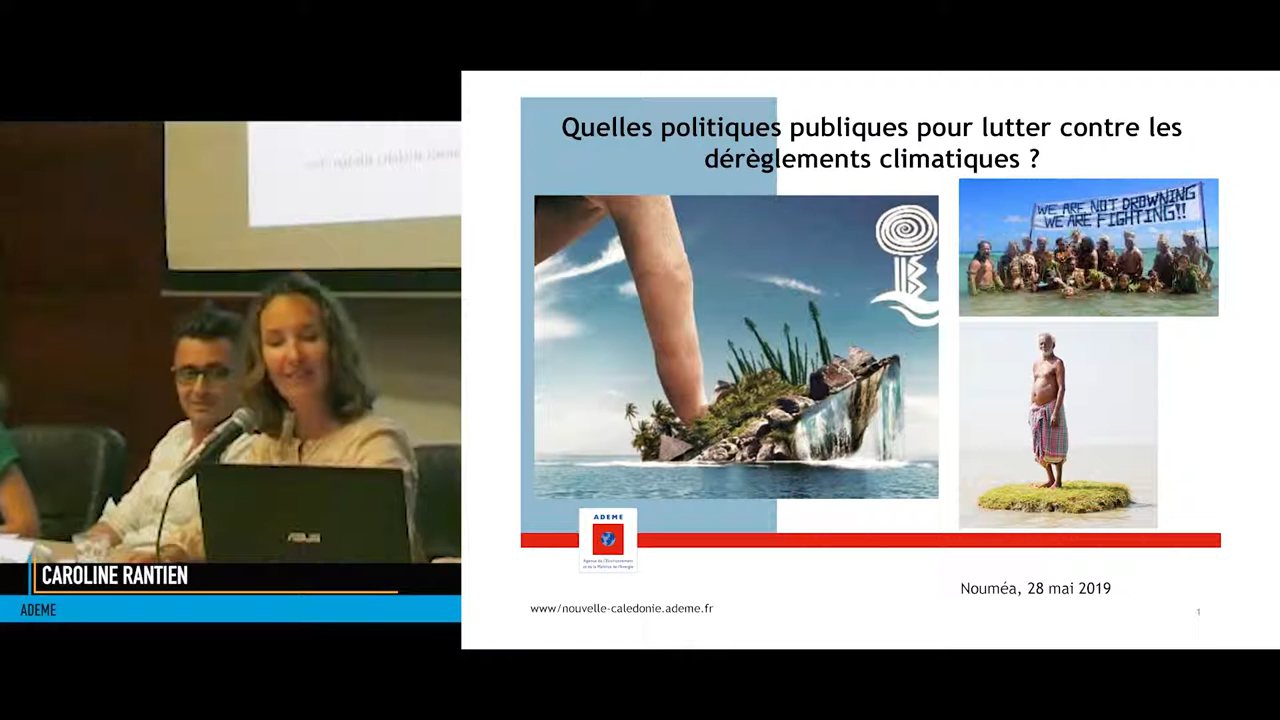 Quelles politiques publiques pour lutter contre les
dérèglements climatiques ?
WE ARE NOT DROWNING
WE ARE FIGHTING!!
ADEME
Agence de l'Environnement
et de la Maîtrise de l'Energie
Nouméa, 28 mai 2019
www/nouvelle-caledonie.ademe.fr
1
ASUS
CAROLINE RANTIEN
ADEME